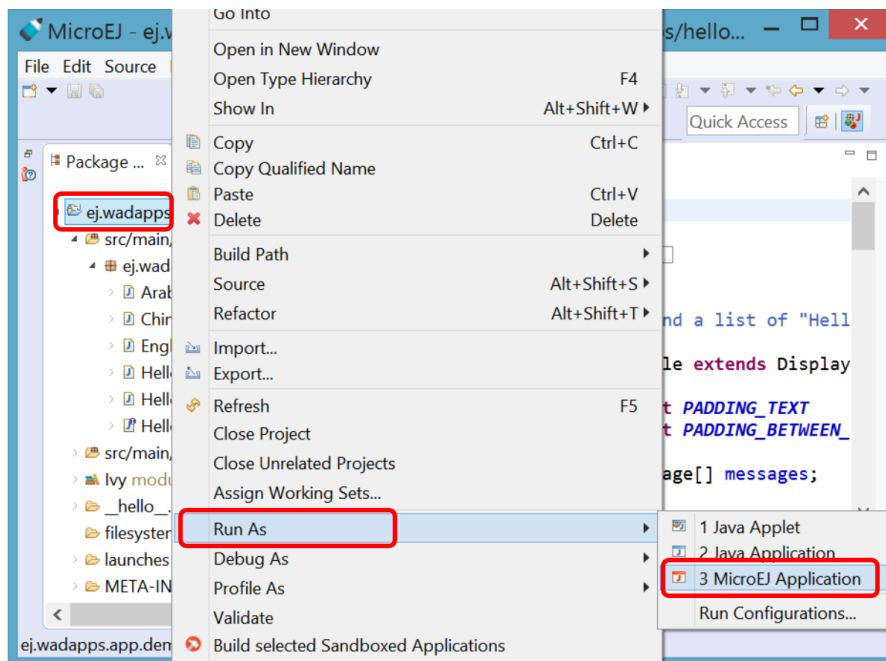 MicroEJ - ej.w
s/hello...
File Edit Source
Quick Access
Package ...
ej.wadapps
src/main/
ej.wad
Arab
Chin
Engl
Hell
Hell
Hell
src/main/
Ivy modu
__hello__.
filesyster
launches
META-IN
ej.wadapps.app.dem
Go Into
Open in New Window
Open Type Hierarchy F4
Show In Alt+Shift+W
Copy Ctrl+C
Copy Qualified Name
Paste Ctrl+V
Delete Delete
Build Path
Source Alt+Shift+S
Refactor Alt+Shift+T
Import...
Export...
Refresh F5
Close Project
Close Unrelated Projects
Assign Working Sets...
Run As
Debug As
Profile As
Validate
Build selected Sandboxed Applications
nd a list of "Hell
le extends Display
t PADDING_TEXT
t PADDING_BETWEEN_
age[] messages;
1 Java Applet
2 Java Application
3 MicroEJ Application
Run Configurations...